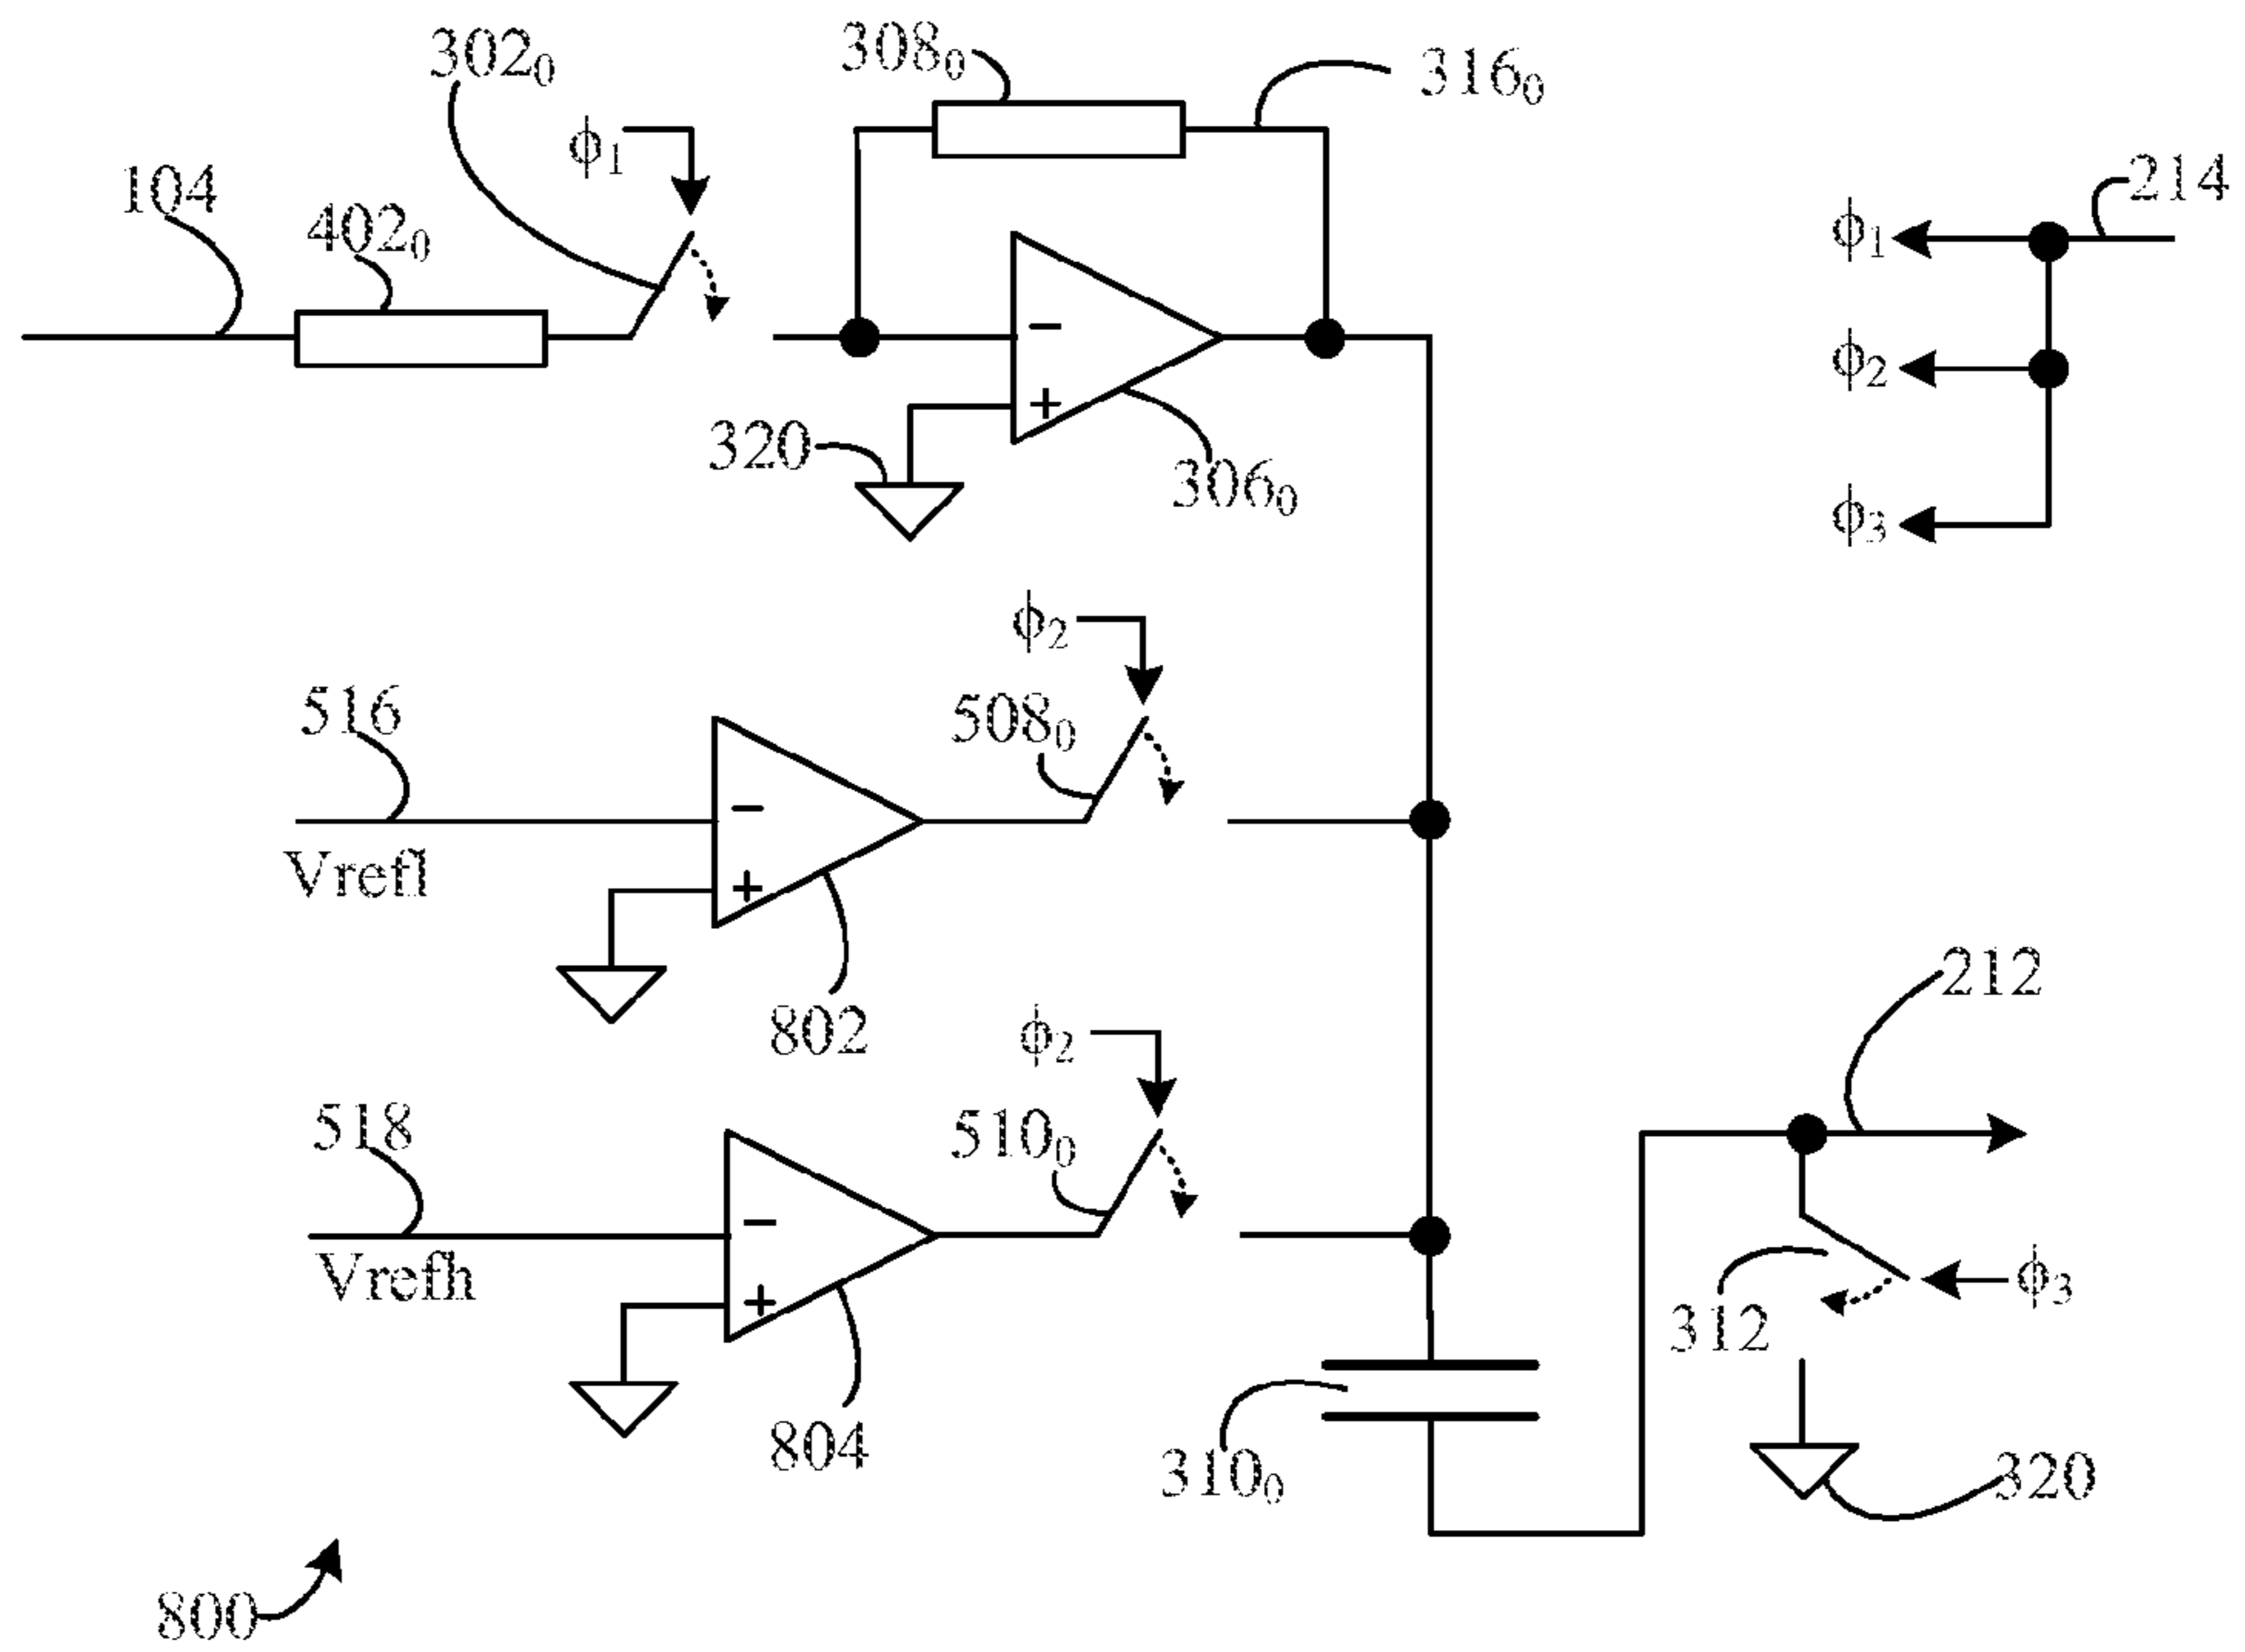 302₀
308₀
316₀
ϕ₁
104
402₀
214
ϕ₁
−
ϕ₂
+
320
306₀
ϕ₃
ϕ₂
516
508₀
−
Vrefl
+
212
802
ϕ₂
518
510₀
−
Vrefh
+
ϕ₃
312
804
310₀
320
800